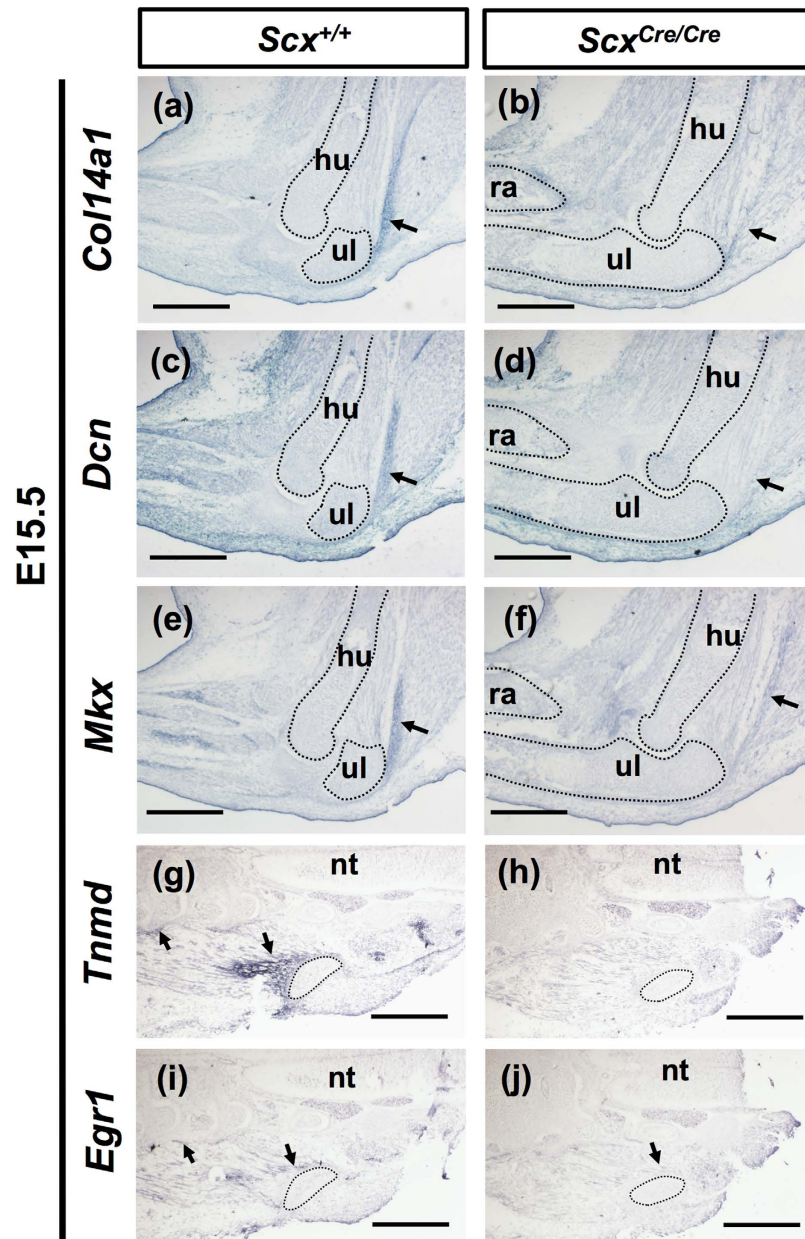 Scx+/+ ScxCre/Cre
E15.5
Col14a1
(a) hu ul
(b) hu ra ul
Dcn
(c) hu ul
(d) hu ra ul
Mkx
(e) hu ul
(f) hu ra ul
Tnmd
(g) nt
(h) nt
Egr1
(i) nt
(j) nt